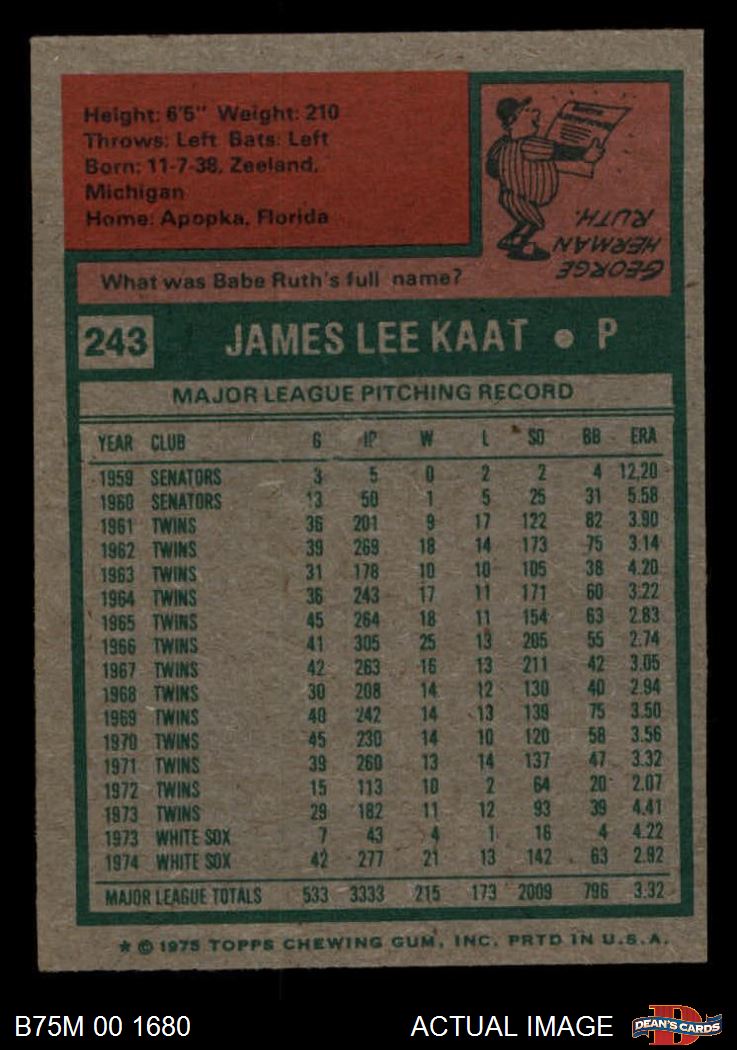 Height: 6'5" Weight: 210
Throws: Left Bats: Left
Born: 11-7-38, Zeeland,
Michigan
Home: Apopka, Florida
GEORGE
HERMAN
RUTH.
What was Babe Ruth's full name?
243 JAMES LEE KAAT • P
MAJOR LEAGUE PITCHING RECORD
YEAR CLUB G IP W L SO BB ERA
1959 SENATORS 3 5 0 2 2 4 12.20
1960 SENATORS 13 50 1 5 25 31 5.58
1961 TWINS 36 201 9 17 122 82 3.90
1962 TWINS 39 269 18 14 173 75 3.14
1963 TWINS 31 178 10 10 105 38 4.20
1964 TWINS 36 243 17 11 171 60 3.22
1965 TWINS 45 264 18 11 154 63 2.83
1966 TWINS 41 305 25 13 205 55 2.74
1967 TWINS 42 263 16 13 211 42 3.05
1968 TWINS 30 208 14 12 130 40 2.94
1969 TWINS 40 242 14 13 139 75 3.50
1970 TWINS 45 230 14 10 120 58 3.56
1971 TWINS 39 260 13 14 137 47 3.32
1972 TWINS 15 113 10 2 64 20 2.07
1973 TWINS 29 182 11 12 93 39 4.41
1973 WHITE SOX 7 43 4 1 16 4 4.22
1974 WHITE SOX 42 277 21 13 142 63 2.92
MAJOR LEAGUE TOTALS 533 3333 215 173 2009 796 3.32
★ © 1975 TOPPS CHEWING GUM, INC. PRTD IN U.S.A.
B75M 00 1680 ACTUAL IMAGE DEAN'S CARDS